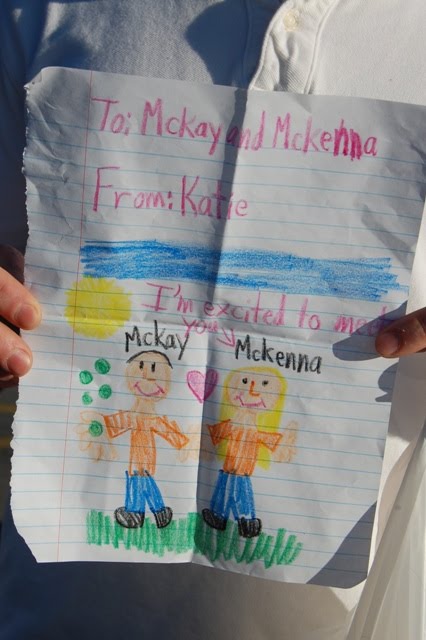 To: McKay and Mckenna
From: Katie
I'm excited to meet
you
McKay Mckenna